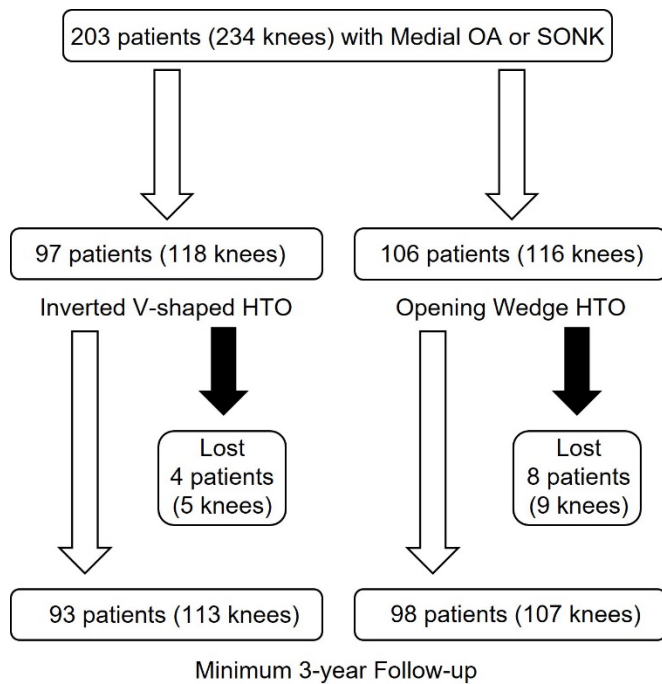 203 patients (234 knees) with Medial OA or SONK
97 patients (118 knees)
106 patients (116 knees)
Inverted V-shaped HTO
Opening Wedge HTO
Lost
4 patients
(5 knees)
Lost
8 patients
(9 knees)
93 patients (113 knees)
98 patients (107 knees)
Minimum 3-year Follow-up